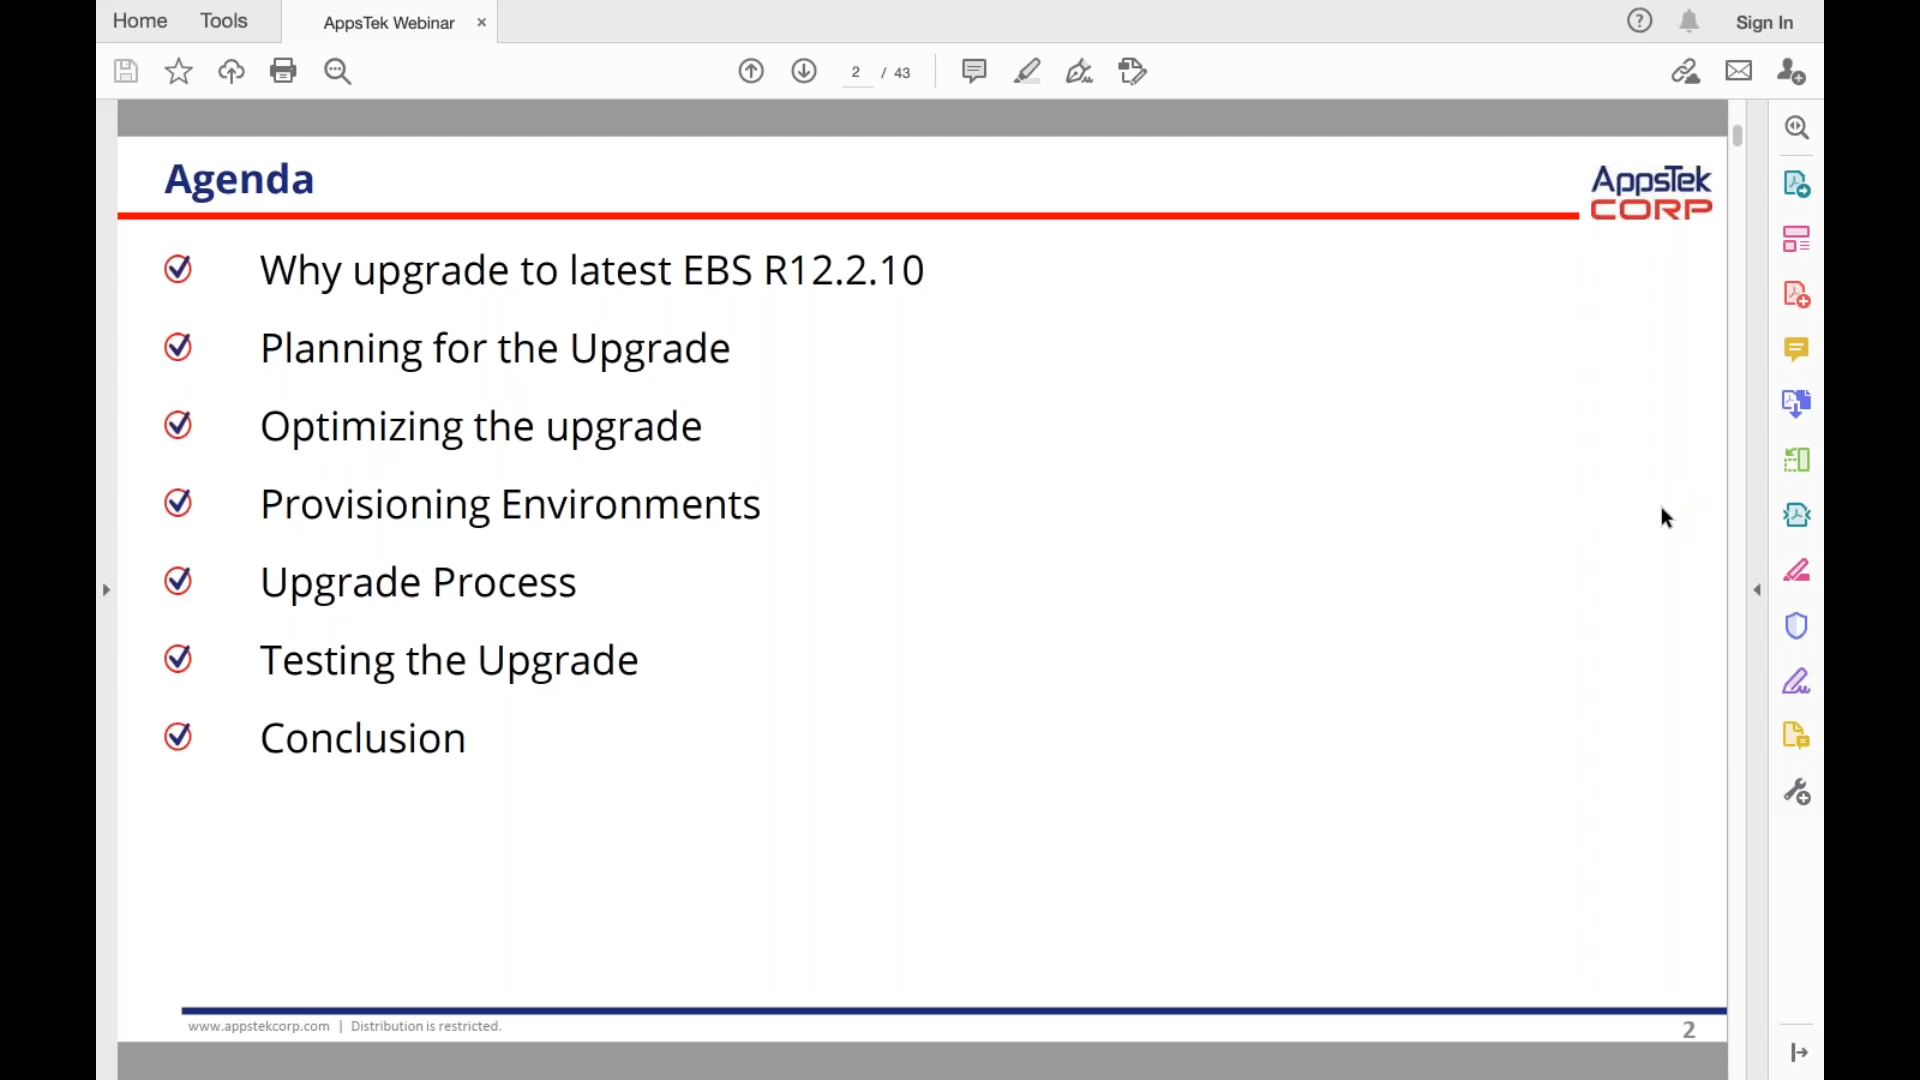 Home Tools AppsTek Webinar × ? Sign In
2 / 43
Agenda
AppsTek
CORP
Why upgrade to latest EBS R12.2.10
Planning for the Upgrade
Optimizing the upgrade
Provisioning Environments
Upgrade Process
Testing the Upgrade
Conclusion
www.appstekcorp.com | Distribution is restricted.
2